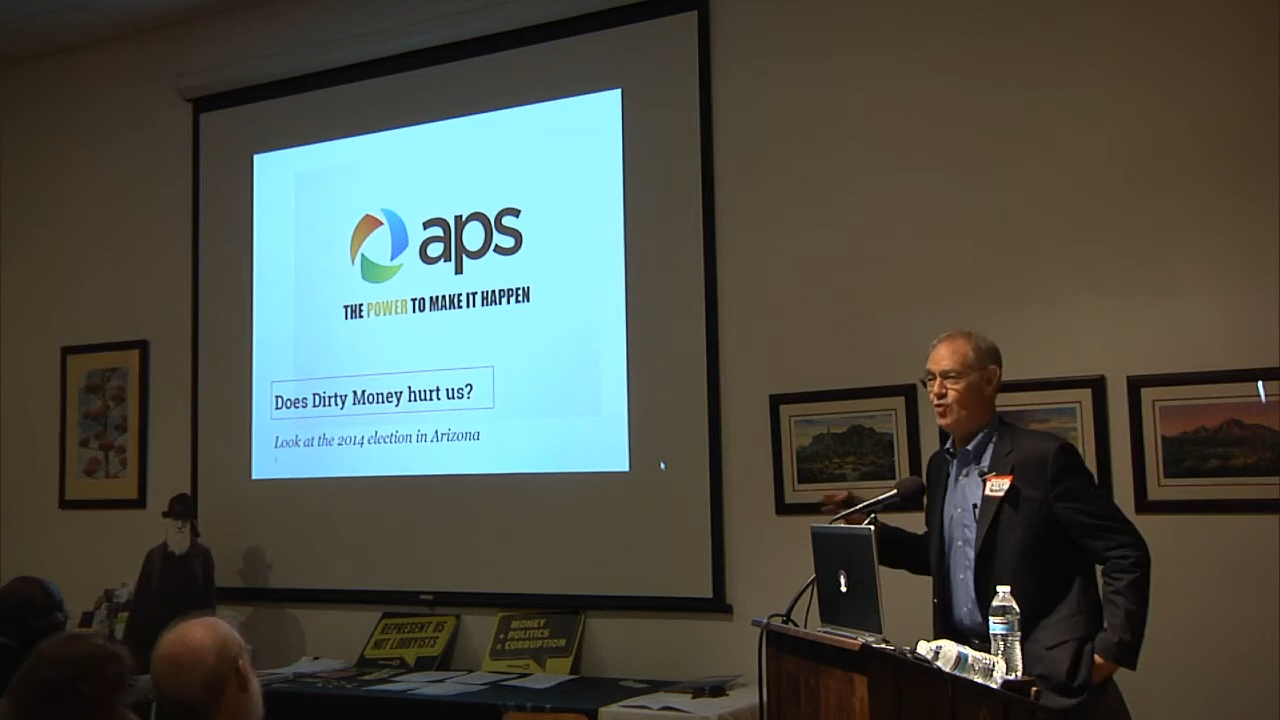 aps
THE POWER TO MAKE IT HAPPEN
Does Dirty Money hurt us?
Look at the 2014 election in Arizona
REPRESENT US
NOT LOBBYISTS
MONEY
+ POLITICS
= CORRUPTION